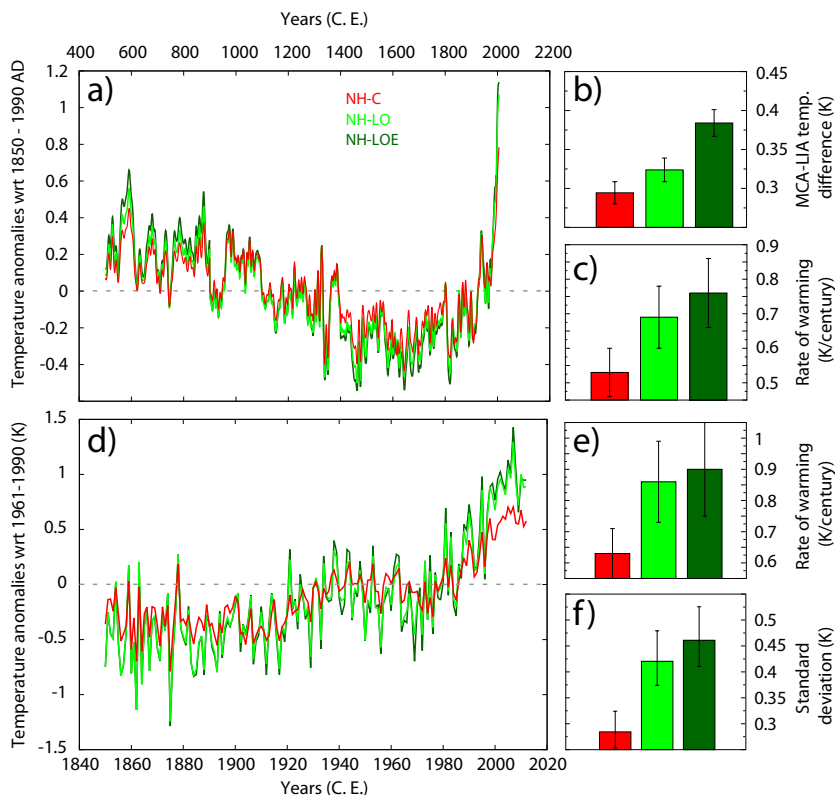 Years (C. E.)
400 600 800 1000 1200 1400 1600 1800 2000 2200
Temperature anomalies wrt 1850 - 1990 AD
1.2
1
0.8
0.6
0.4
0.2
0
-0.2
-0.4
a)
NH-C
NH-LO
NH-LOE
b)
0.45
0.4
0.35
0.3
MCA-LIA temp.
difference (K)
c)
0.9
0.8
0.7
0.6
0.5
Rate of warming
(K/century)
Temperature anomalies wrt 1961-1990 (K)
1.5
1
0.5
0
-0.5
-1
-1.5
d)
1840 1860 1880 1900 1920 1940 1960 1980 2000 2020
Years (C. E.)
e)
1
0.9
0.8
0.7
0.6
Rate of warming
(K/century)
f)
0.5
0.45
0.4
0.35
0.3
Standard
deviation (K)